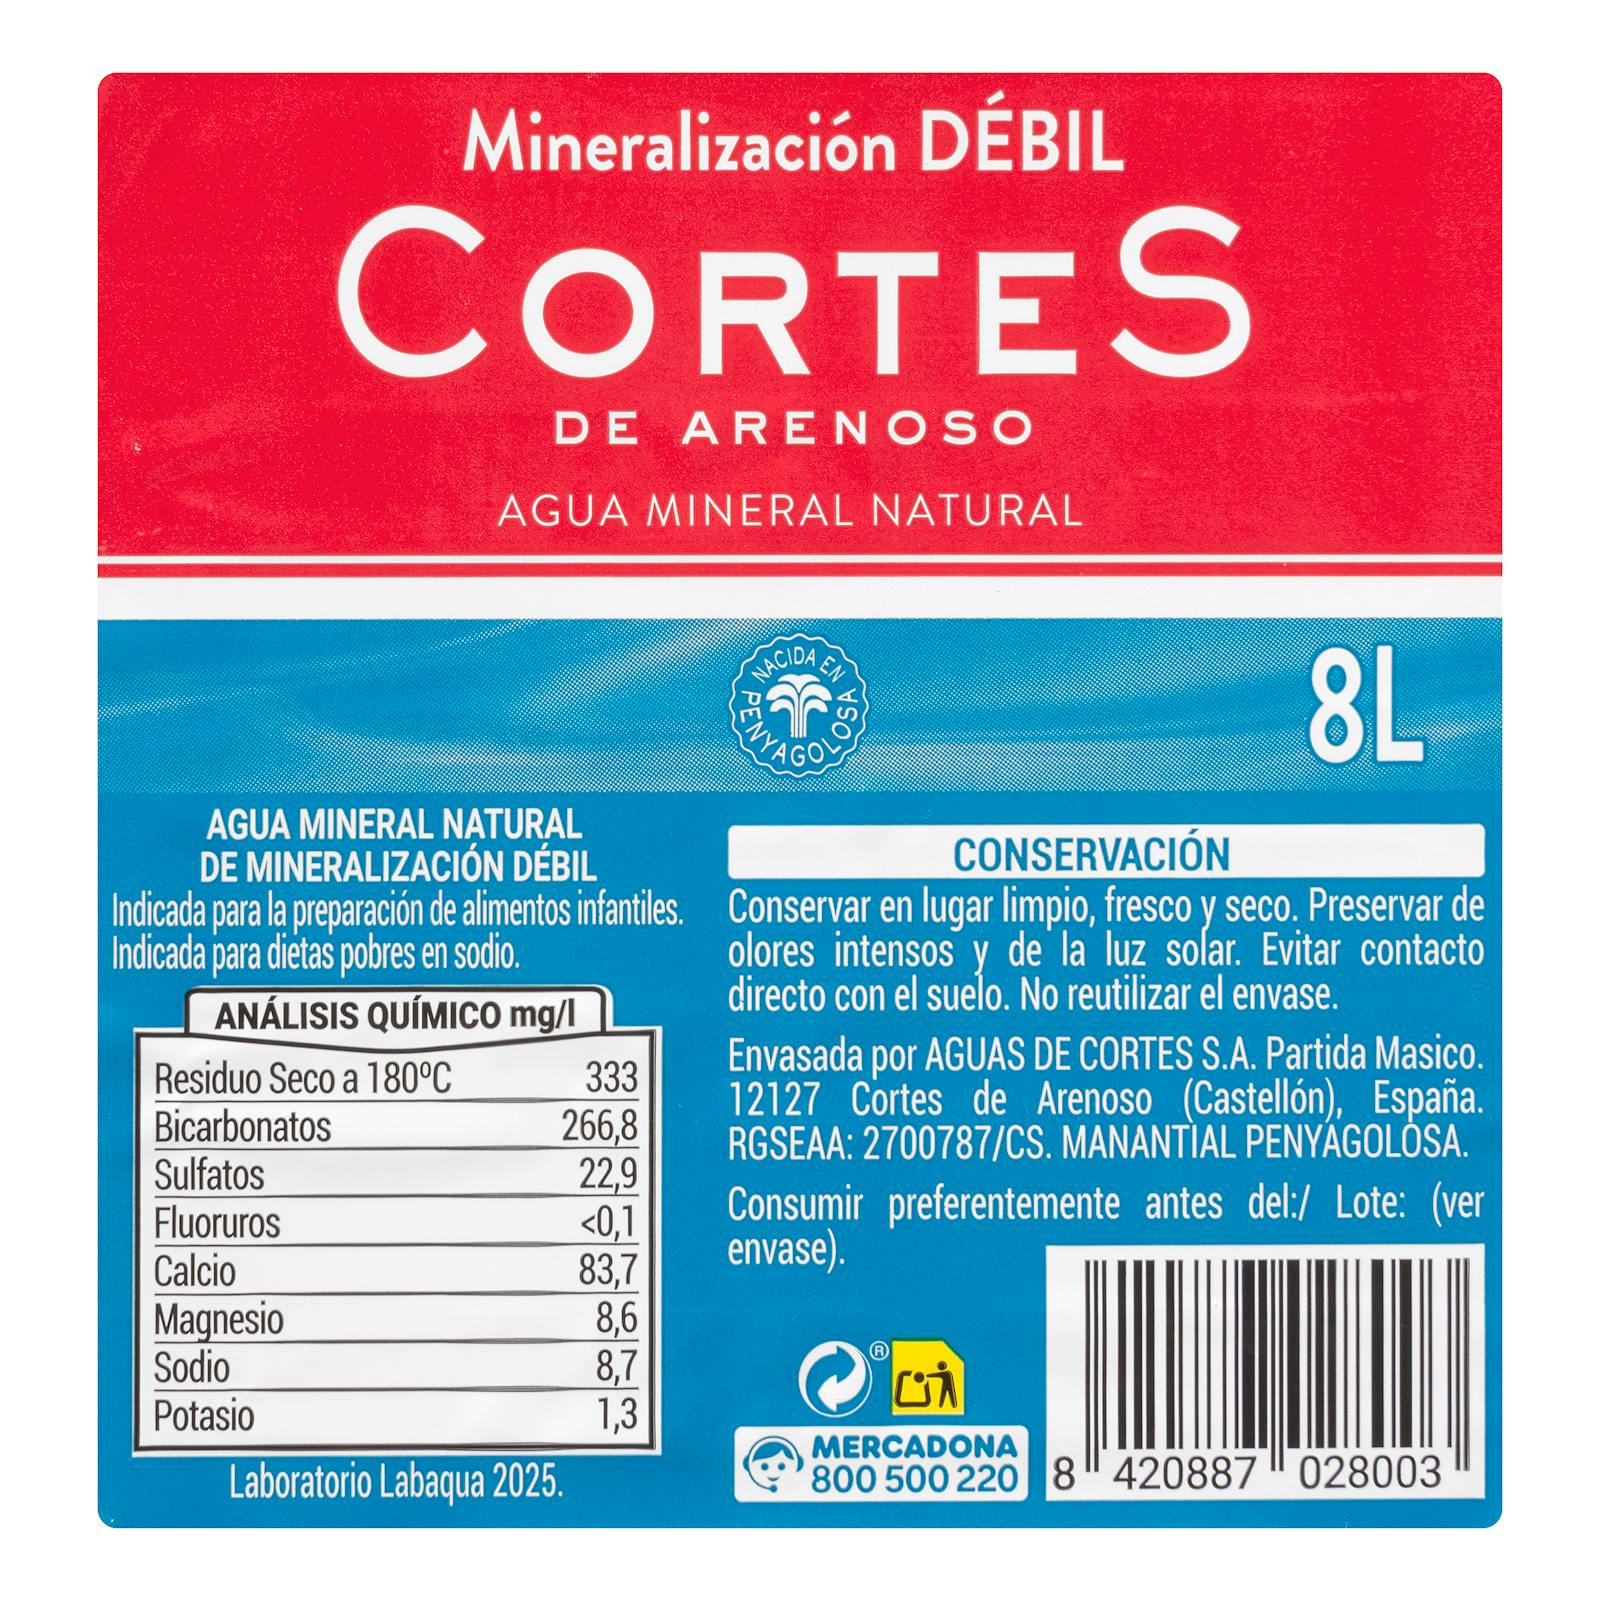 Mineralización DÉBIL
CORTES
DE ARENOSO
AGUA MINERAL NATURAL
NACIDA EN PENYAGOLOSA
8L
AGUA MINERAL NATURAL
DE MINERALIZACIÓN DÉBIL
Indicada para la preparación de alimentos infantiles.
Indicada para dietas pobres en sodio.
ANÁLISIS QUÍMICO mg/l
Residuo Seco a 180ºC 333
Bicarbonatos 266,8
Sulfatos 22,9
Fluoruros <0,1
Calcio 83,7
Magnesio 8,6
Sodio 8,7
Potasio 1,3
Laboratorio Labaqua 2025.
CONSERVACIÓN
Conservar en lugar limpio, fresco y seco. Preservar de
olores intensos y de la luz solar. Evitar contacto
directo con el suelo. No reutilizar el envase.
Envasada por AGUAS DE CORTES S.A. Partida Masico.
12127 Cortes de Arenoso (Castellón), España.
RGSEAA: 2700787/CS. MANANTIAL PENYAGOLOSA.
Consumir preferentemente antes del:/ Lote: (ver
envase).
®
MERCADONA
800 500 220
8 420887 028003